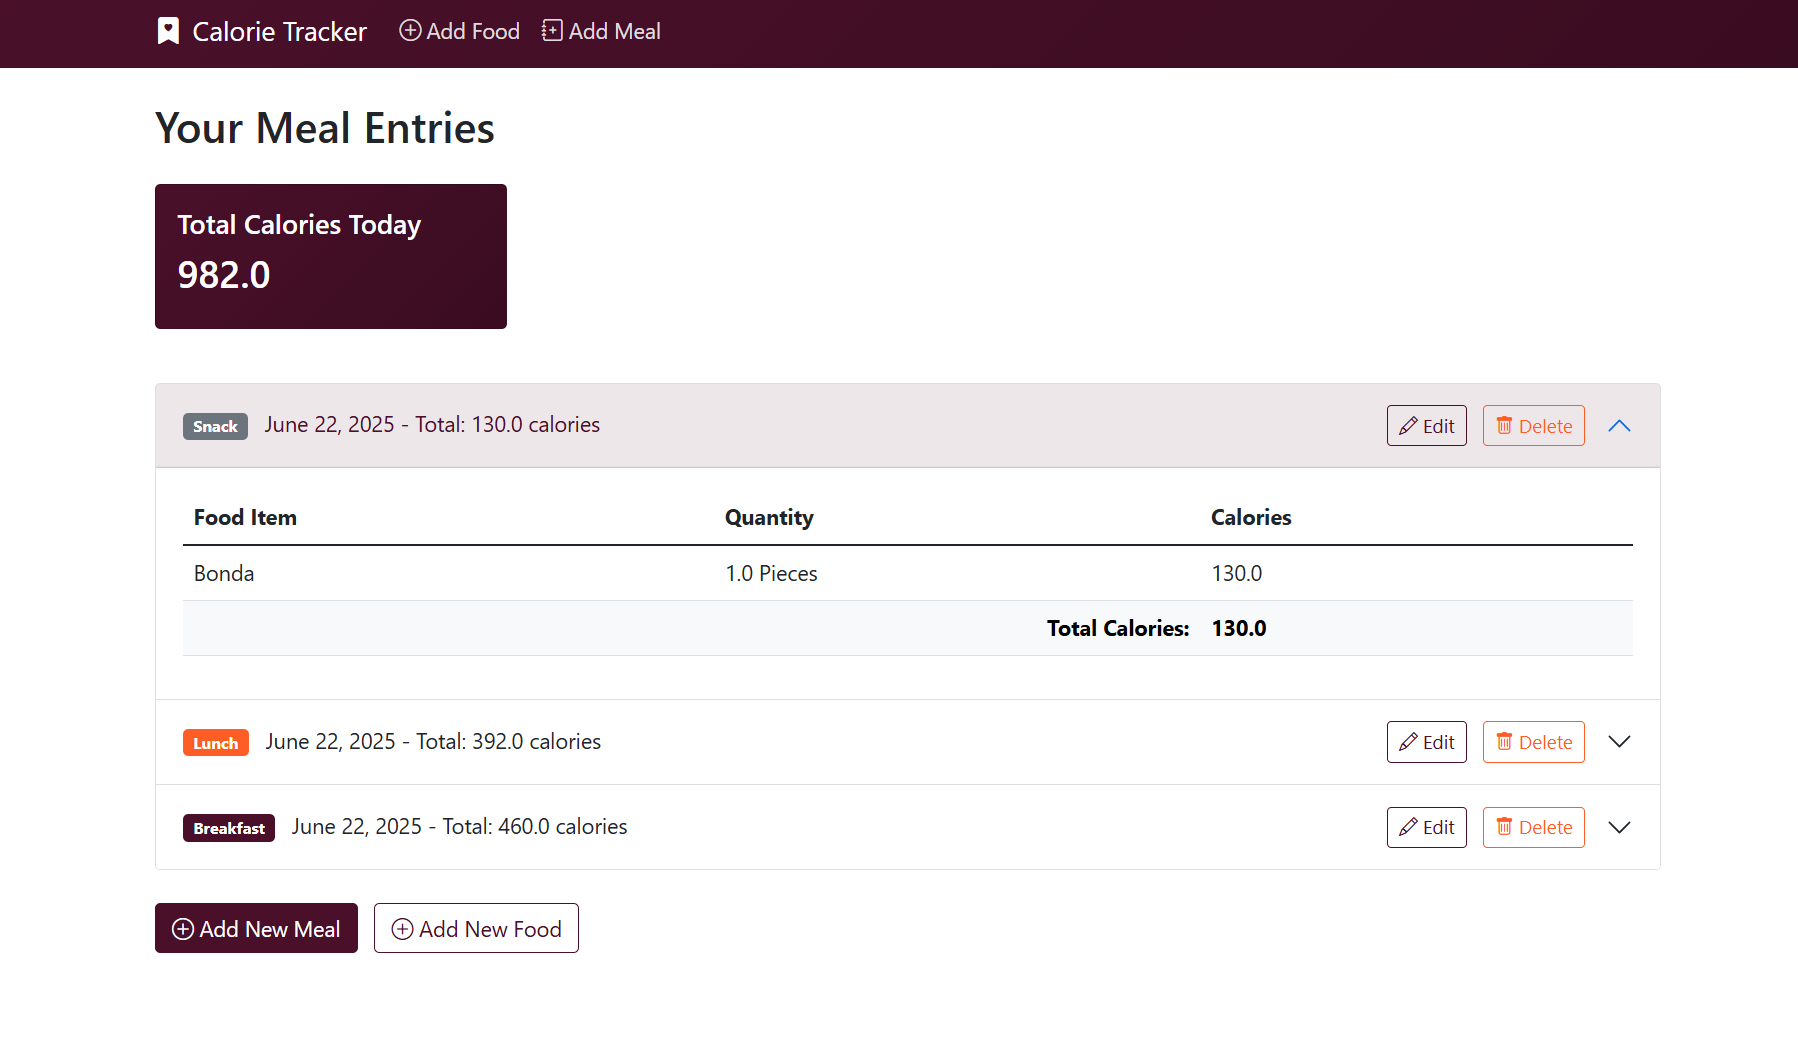 Calorie Tracker Add Food Add Meal
Your Meal Entries
Total Calories Today
982.0
Snack June 22, 2025 - Total: 130.0 calories Edit Delete
Food Item Quantity Calories
Bonda 1.0 Pieces 130.0
Total Calories: 130.0
Lunch June 22, 2025 - Total: 392.0 calories Edit Delete
Breakfast June 22, 2025 - Total: 460.0 calories Edit Delete
Add New Meal Add New Food